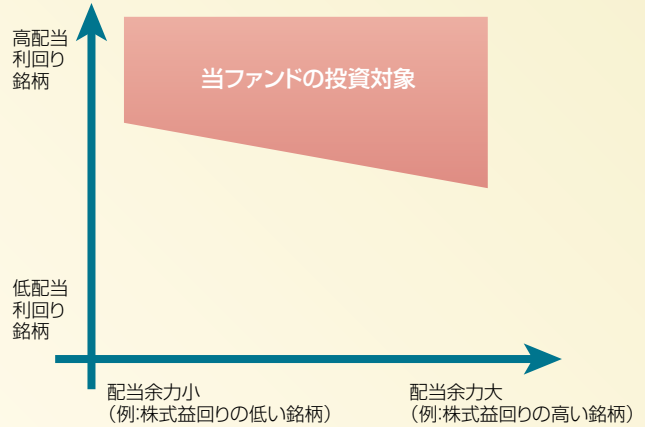 高配当
利回り
銘柄
当ファンドの投資対象
低配当
利回り
銘柄
配当余力小
（例:株式益回りの低い銘柄）
配当余力大
（例:株式益回りの高い銘柄）